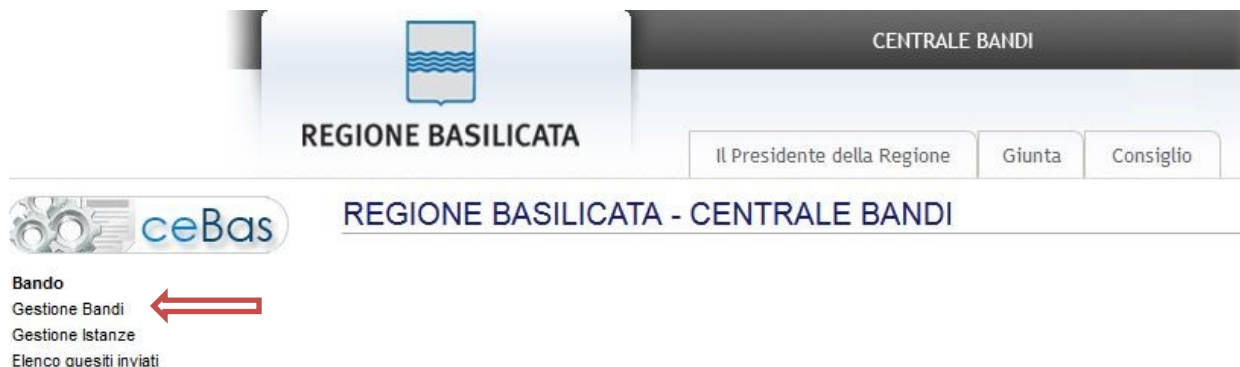 CENTRALE BANDI
REGIONE BASILICATA
Il Presidente della Regione Giunta Consiglio
ceBas
REGIONE BASILICATA - CENTRALE BANDI
Bando
Gestione Bandi
Gestione Istanze
Elenco quesiti inviati